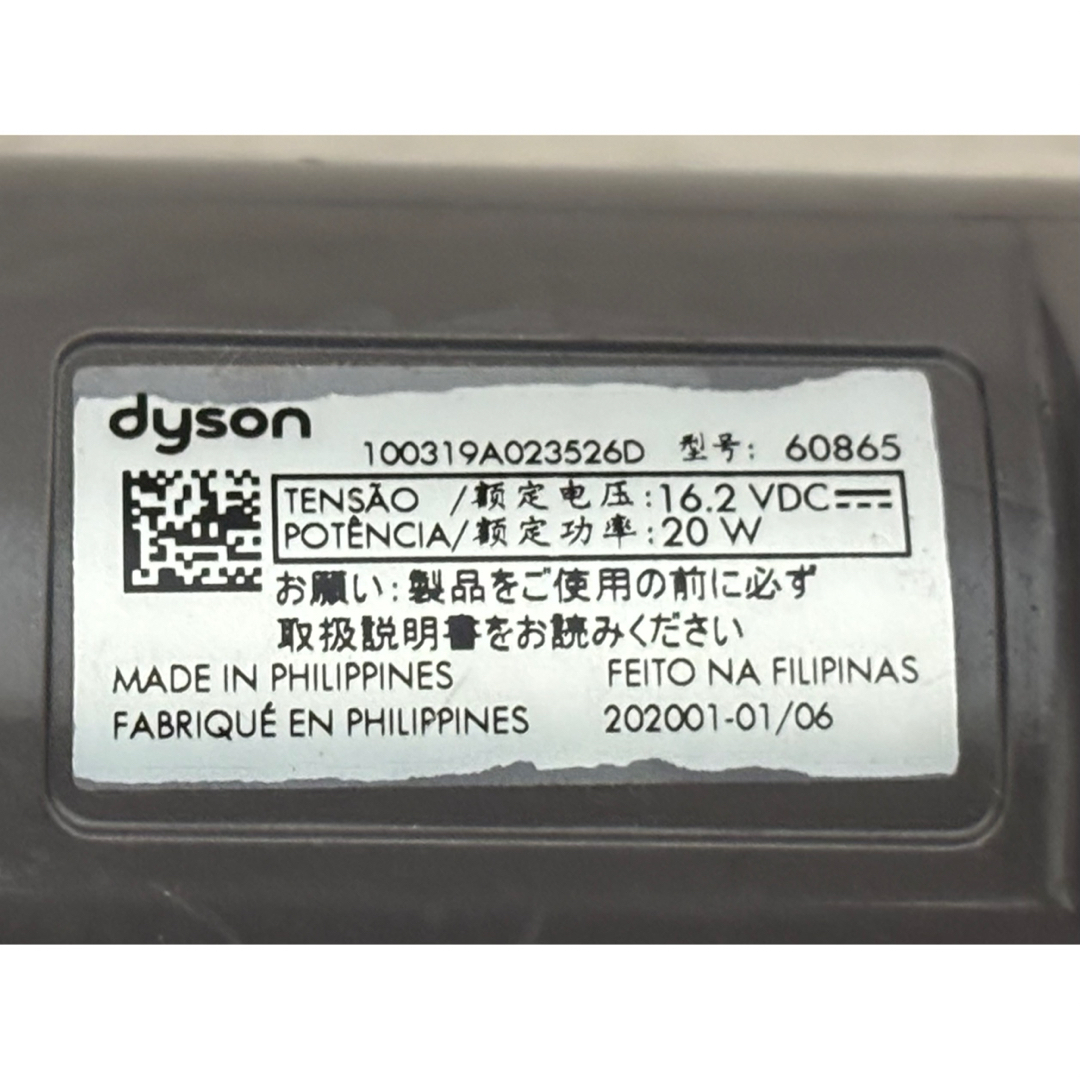 dyson
100319A023526D 型号: 60865
TENSÃO /额定电压:16.2 VDC⎓
POTÊNCIA/额定功率:20 W
お願い:製品をご使用の前に必ず
取扱説明書をお読みください
MADE IN PHILIPPINES FEITO NA FILIPINAS
FABRIQUÉ EN PHILIPPINES 202001-01/06